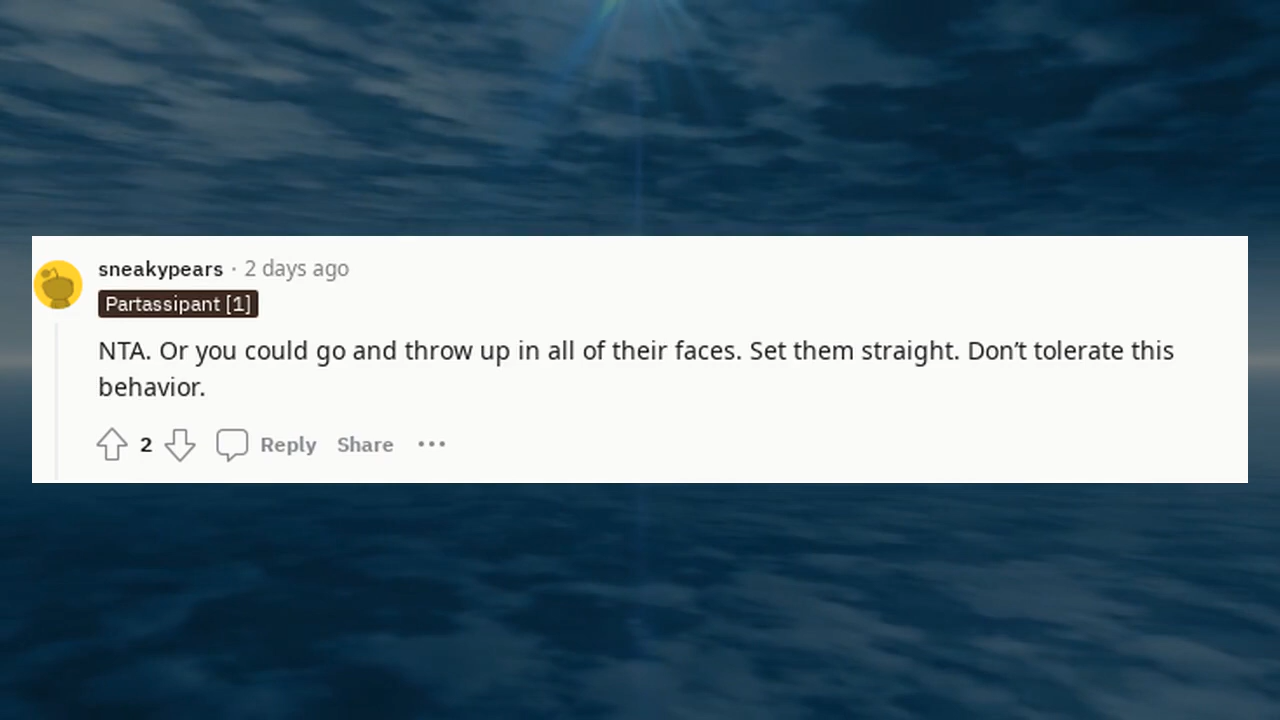 sneakypears · 2 days ago
Partassipant [1]
NTA. Or you could go and throw up in all of their faces. Set them straight. Don’t tolerate this
behavior.
2 Reply Share •••